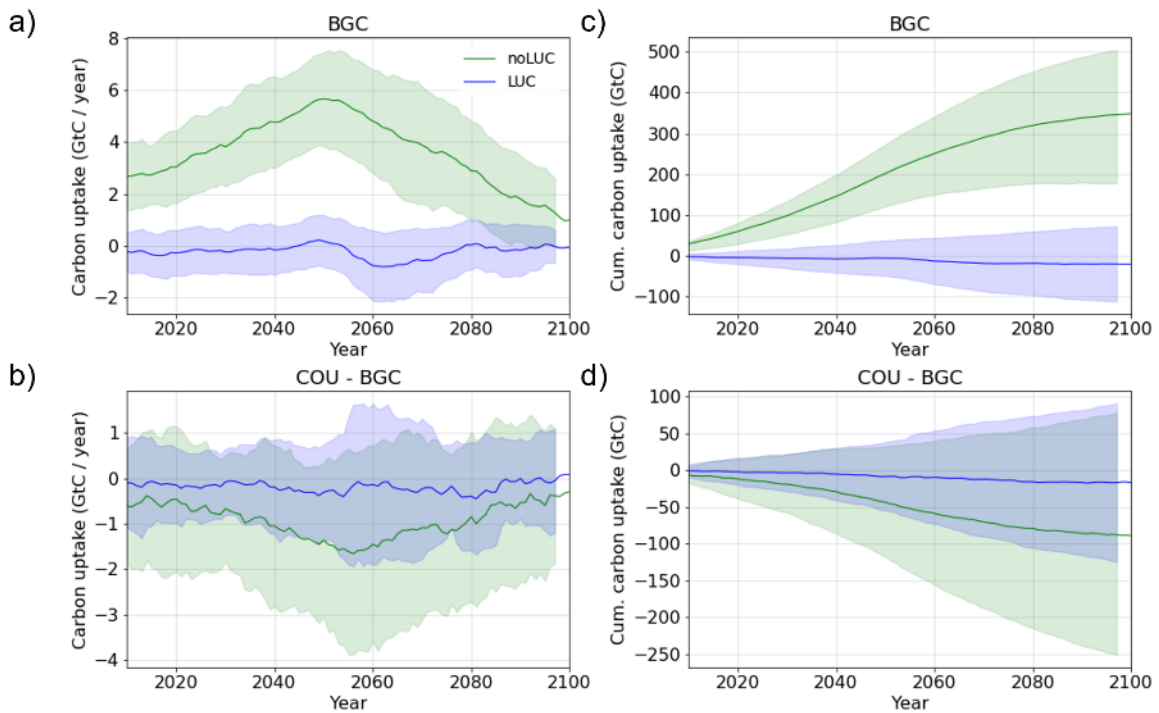 a)
BGC
8
6
4
2
0
−2
Carbon uptake (GtC / year)
noLUC
LUC
2020
2040
2060
2080
2100
Year
c)
BGC
500
400
300
200
100
0
−100
Cum. carbon uptake (GtC)
2020
2040
2060
2080
2100
Year
b)
COU - BGC
1
0
−1
−2
−3
−4
Carbon uptake (GtC / year)
2020
2040
2060
2080
2100
Year
d)
COU - BGC
100
50
0
−50
−100
−150
−200
−250
Cum. carbon uptake (GtC)
2020
2040
2060
2080
2100
Year